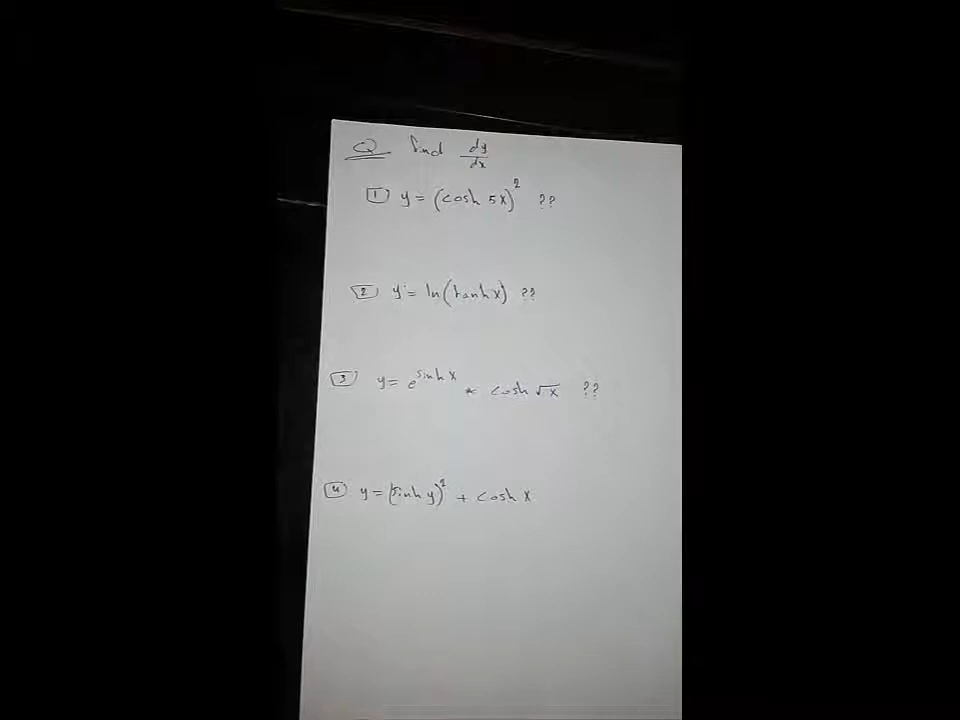 Q find dy/dx
1 y = (cosh 5x)² ??
2 y = ln(tanh x) ??
3 y = e^sinh x * cosh √x ??
4 y = (sinh y)² + cosh x